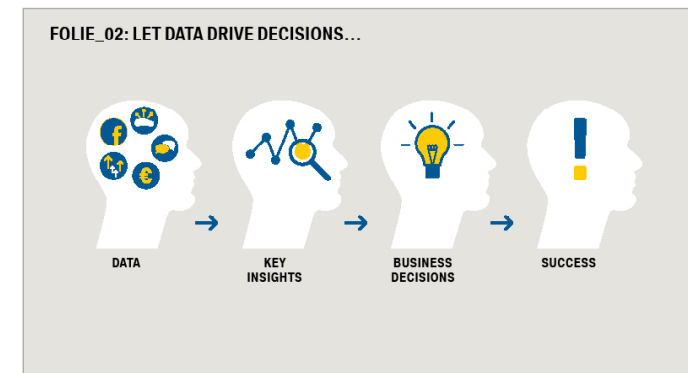 FOLIE_02: LET DATA DRIVE DECISIONS...
f
€
!
DATA
KEY
INSIGHTS
BUSINESS
DECISIONS
SUCCESS